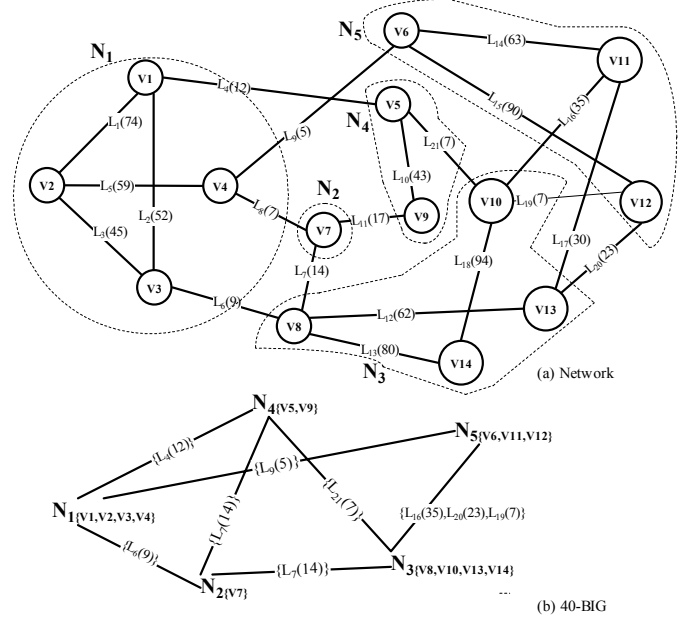 N5
V6
L14(63)
V11
N1
V1
L4(12)
L15(90)
L16(35)
V5
L1(74)
L9(5)
N4
L21(7)
V2
L5(59)
V4
L10(43)
N2
V10
L19(7)
V12
L8(7)
L3(45)
L2(52)
V7
L11(17)
V9
L17(30)
L20(23)
L18(94)
L7(14)
V3
L6(9)
V8
L12(62)
V13
L13(80)
V14
N3
(a) Network
N4{V5,V9}
N5{V6,V11,V12}
{L4(12)}
{L9(5)}
{L21(7)}
N1{V1,V2,V3,V4}
{L7(14)}
{L16(35),L20(23),L19(7)}
{L6(9)}
N2{V7}
{L7(14)}
N3{V8,V10,V13,V14}
(b) 40-BIG